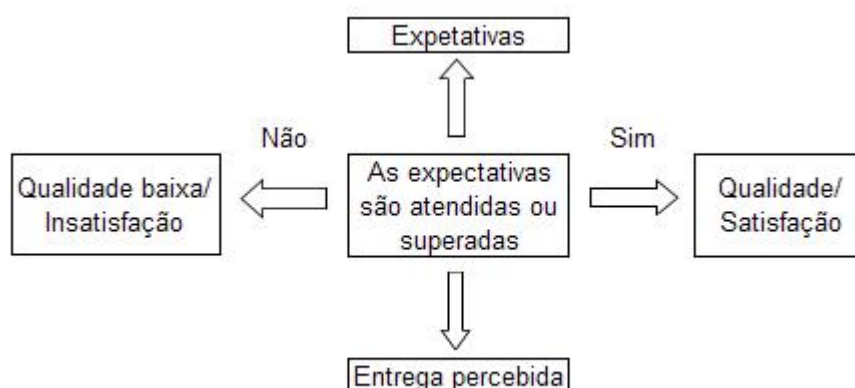 Expetativas
Não
Sim
Qualidade baixa/
Insatisfação
As expectativas
são atendidas ou
superadas
Qualidade/
Satisfação
Entrega percebida